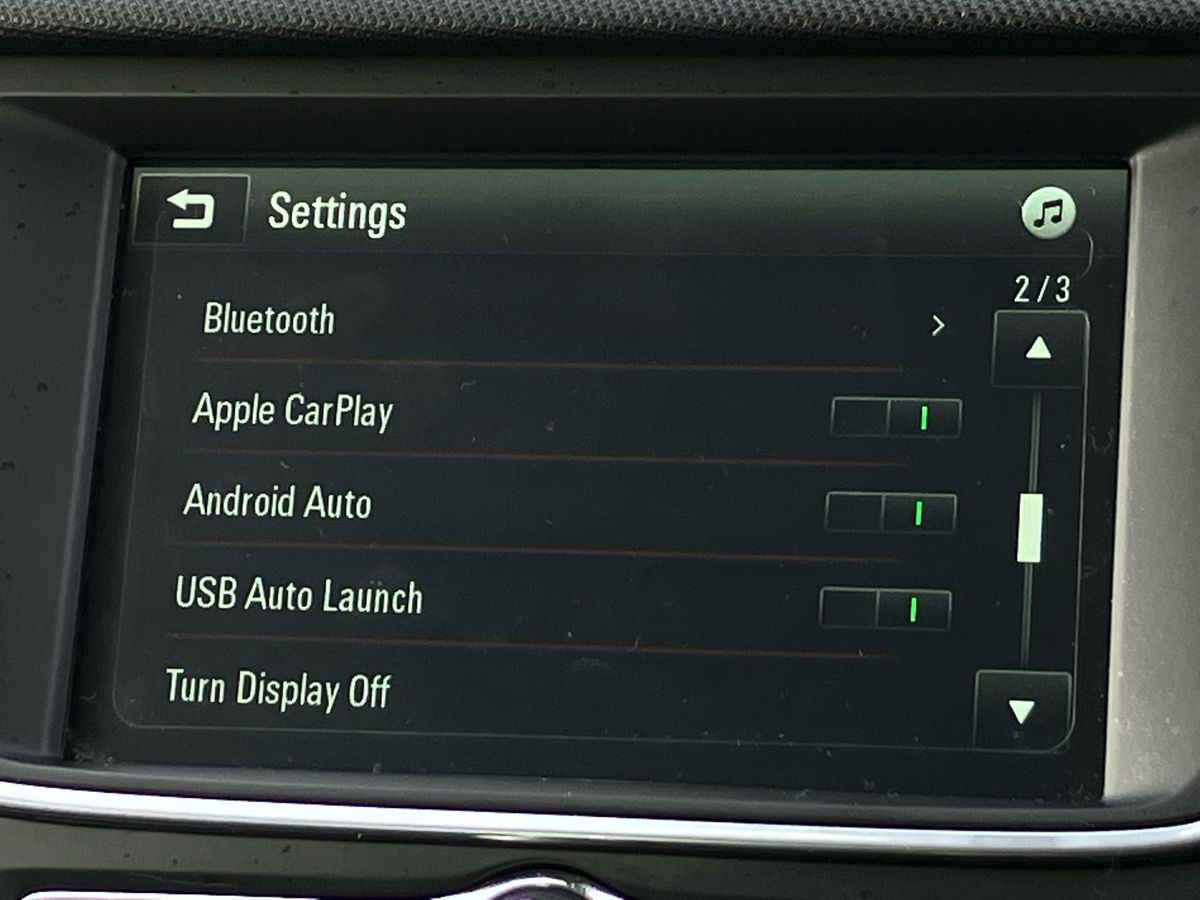 Settings
2/3
Bluetooth
Apple CarPlay
Android Auto
USB Auto Launch
Turn Display Off